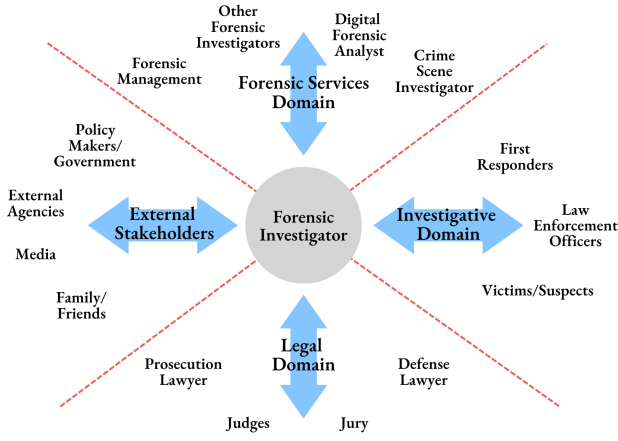 Other
Forensic
Investigators
Digital
Forensic
Analyst
Forensic
Management
Crime
Scene
Investigator
Forensic Services
Domain
Policy
Makers/
Government
First
Responders
External
Agencies
External
Stakeholders
Forensic
Investigator
Investigative
Domain
Law
Enforcement
Officers
Media
Family/
Friends
Victims/Suspects
Legal
Domain
Prosecution
Lawyer
Defense
Lawyer
Judges
Jury